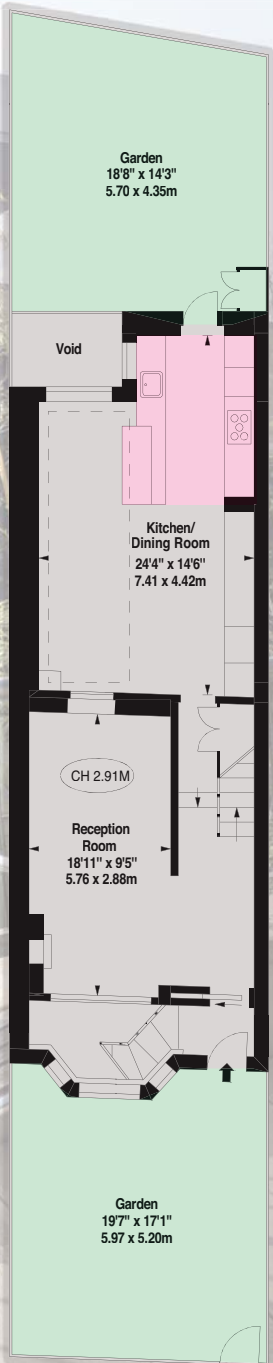 Garden
18'8" x 14'3"
5.70 x 4.35m
Void
Kitchen/
Dining Room
24'4" x 14'6"
7.41 x 4.42m
CH 2.91M
Reception
Room
18'11" x 9'5"
5.76 x 2.88m
Garden
19'7" x 17'1"
5.97 x 5.20m